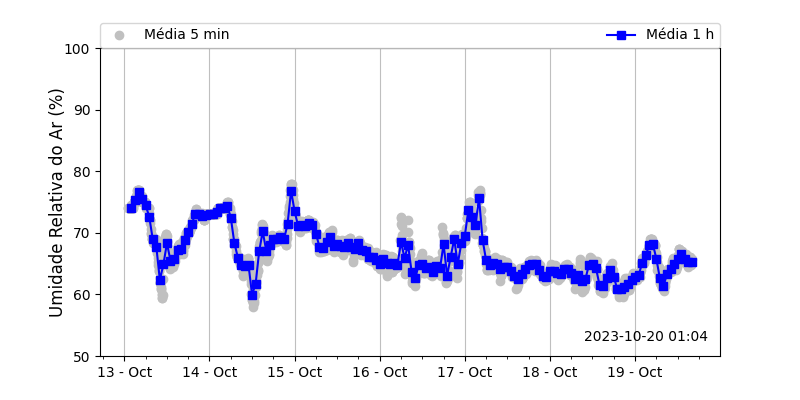 Média 5 min Média 1 h
Umidade Relativa do Ar (%)
100
90
80
70
60
50
2023-10-20 01:04
13 - Oct 14 - Oct 15 - Oct 16 - Oct 17 - Oct 18 - Oct 19 - Oct